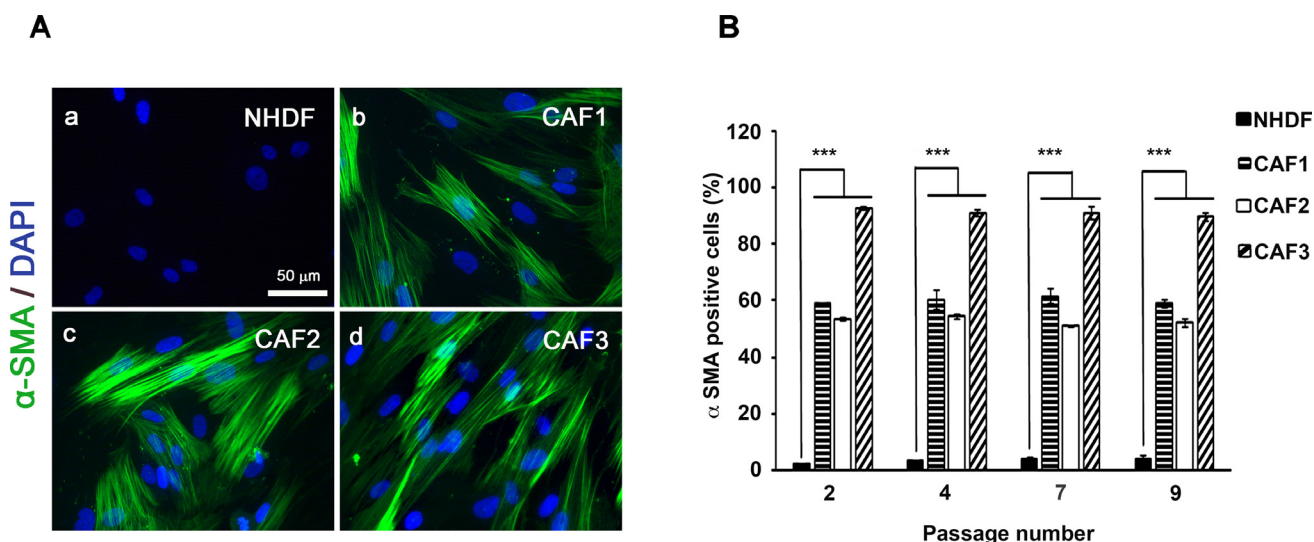 A
B
α-SMA / DAPI
a
NHDF
50 μm
b
CAF1
c
CAF2
d
CAF3
α SMA positive cells (%)
120
100
80
60
40
20
0
***
***
***
***
2
4
7
9
Passage number
NHDF
CAF1
CAF2
CAF3